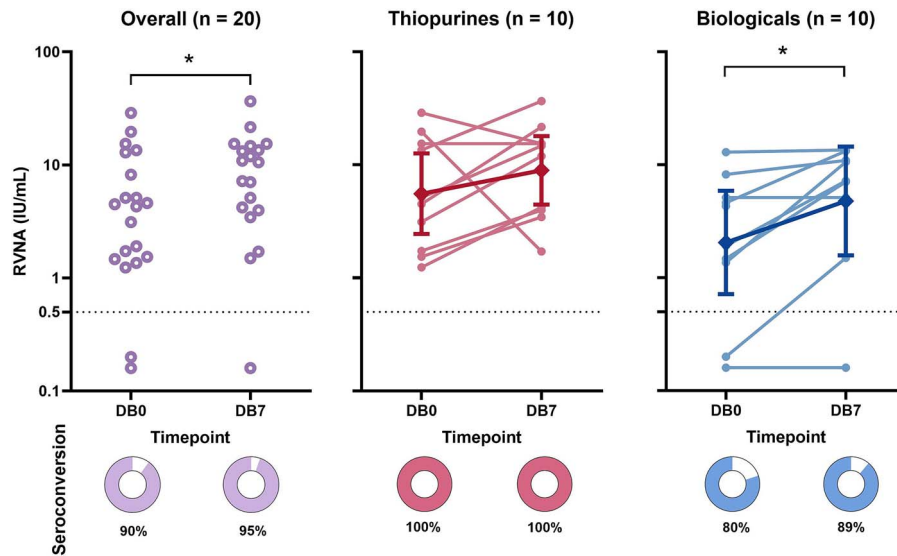 Overall (n = 20)
Thiopurines (n = 10)
Biologicals (n = 10)
RVNA (IU/mL)
100
10
1
0.5
0.1
*
*
DB0
DB7
DB0
DB7
DB0
DB7
Timepoint
Timepoint
Timepoint
Seroconversion
90%
95%
100%
100%
80%
89%